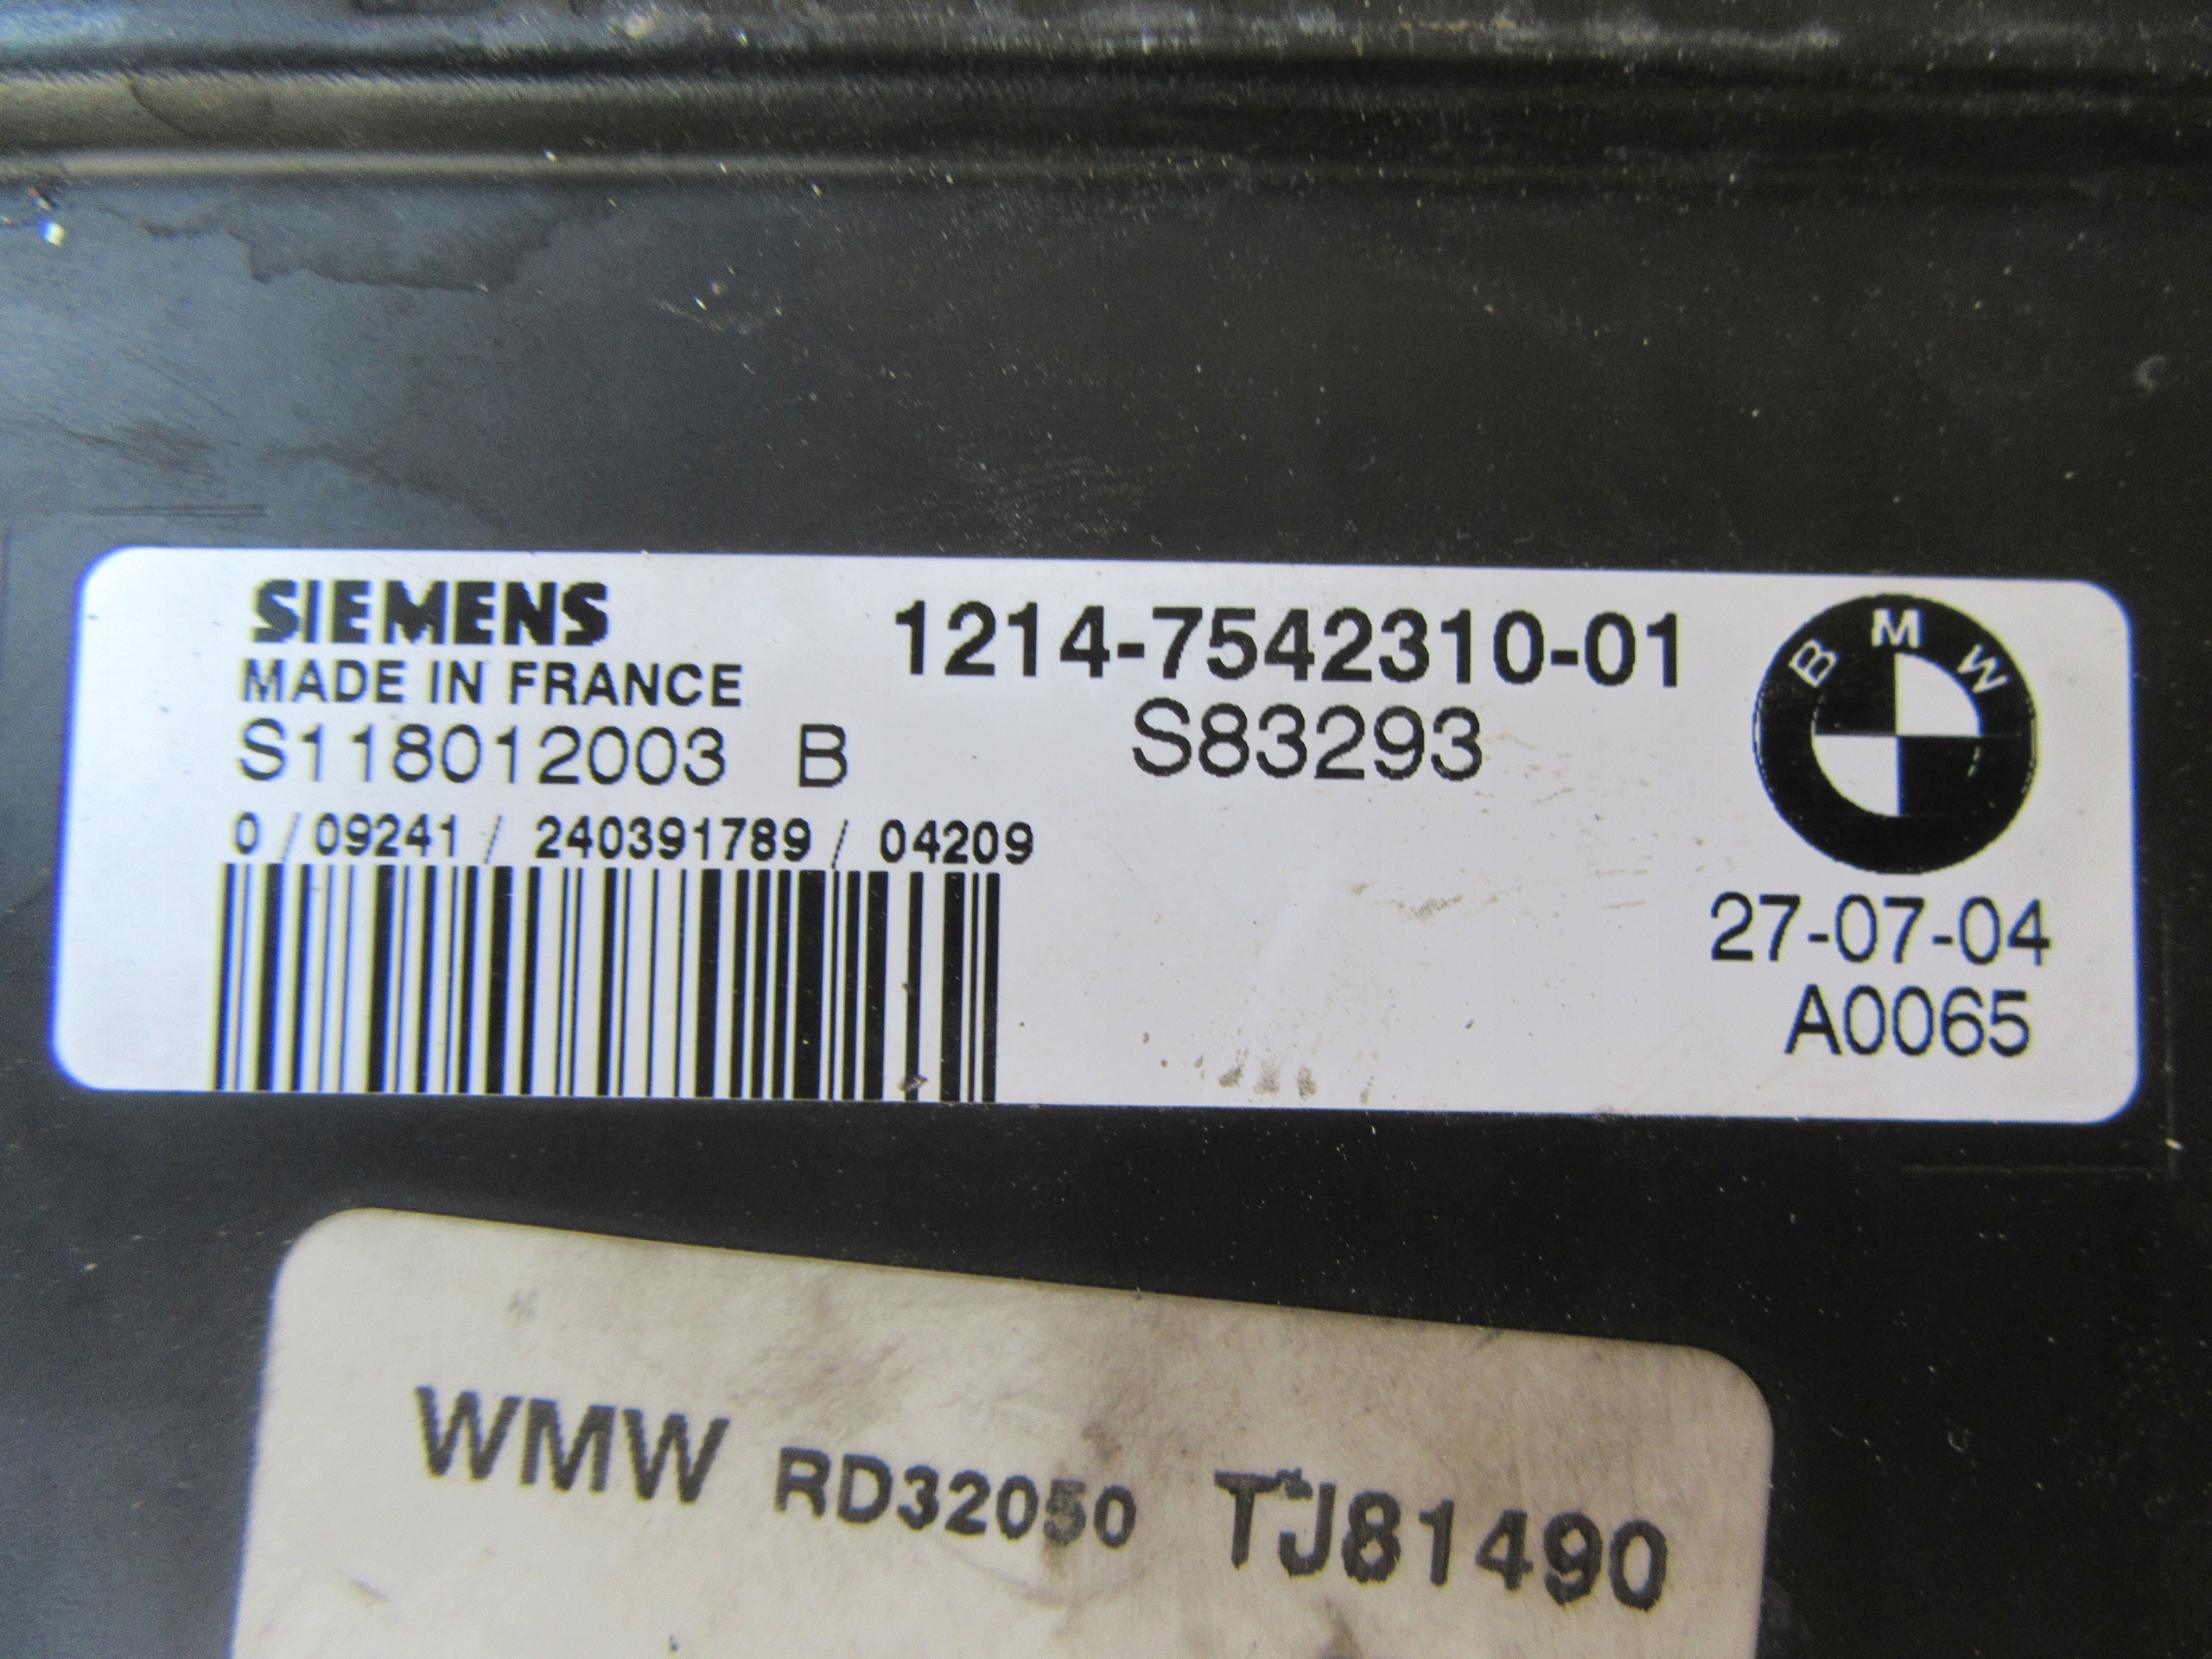 SIEMENS
MADE IN FRANCE
S118012003 B
0 / 09241 / 240391789 / 04209
1214-7542310-01
S83293
BMW
27-07-04
A0065
WMW RD32050 TJ81490